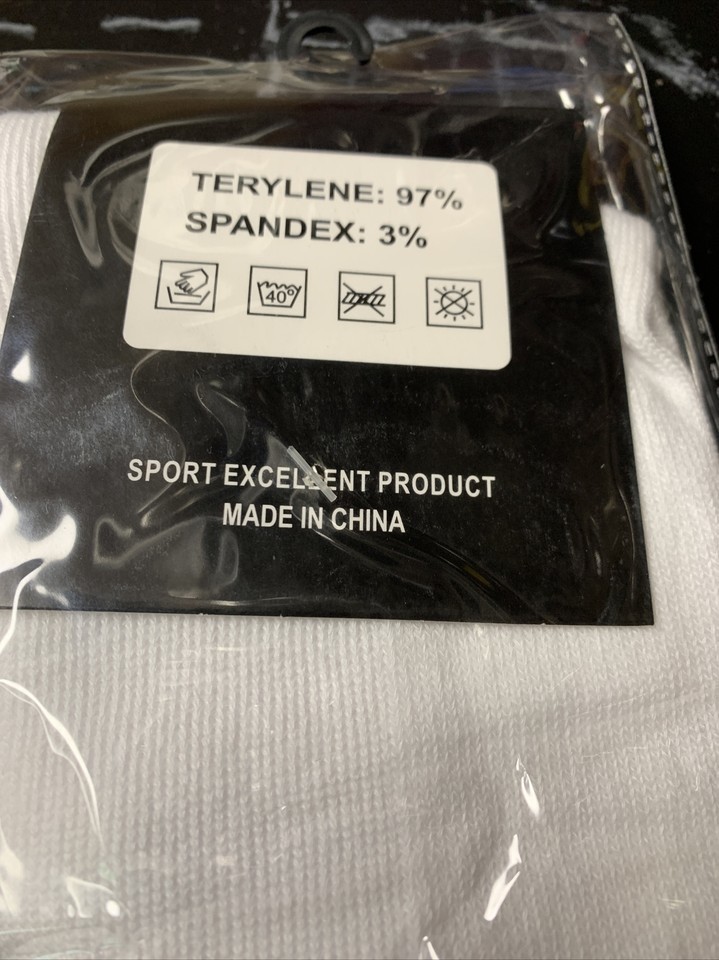 TERYLENE: 97%
SPANDEX: 3%
40°
SPORT EXCELLENT PRODUCT
MADE IN CHINA